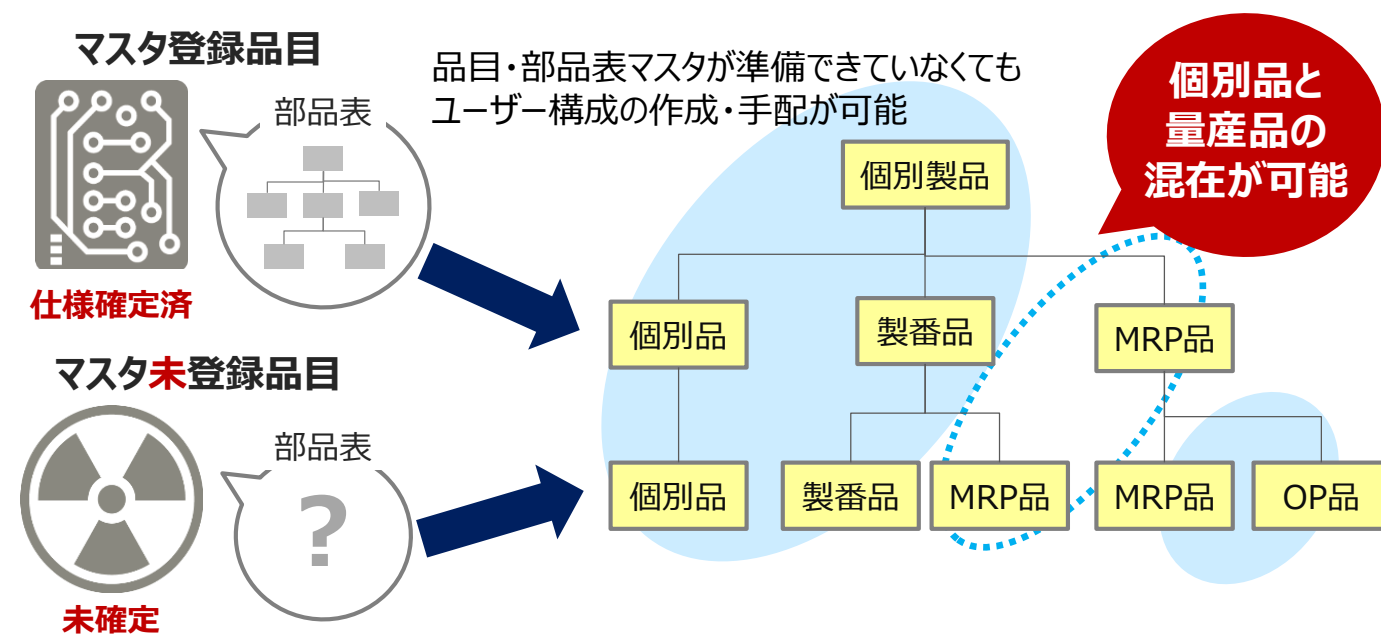 マスタ登録品目
部品表
仕様確定済
マスタ未登録品目
部品表
?
未確定
品目・部品表マスタが準備できていなくても
ユーザー構成の作成・手配が可能
個別品と
量産品の
混在が可能
個別製品
個別品
製番品
MRP品
個別品
製番品
MRP品
MRP品
OP品